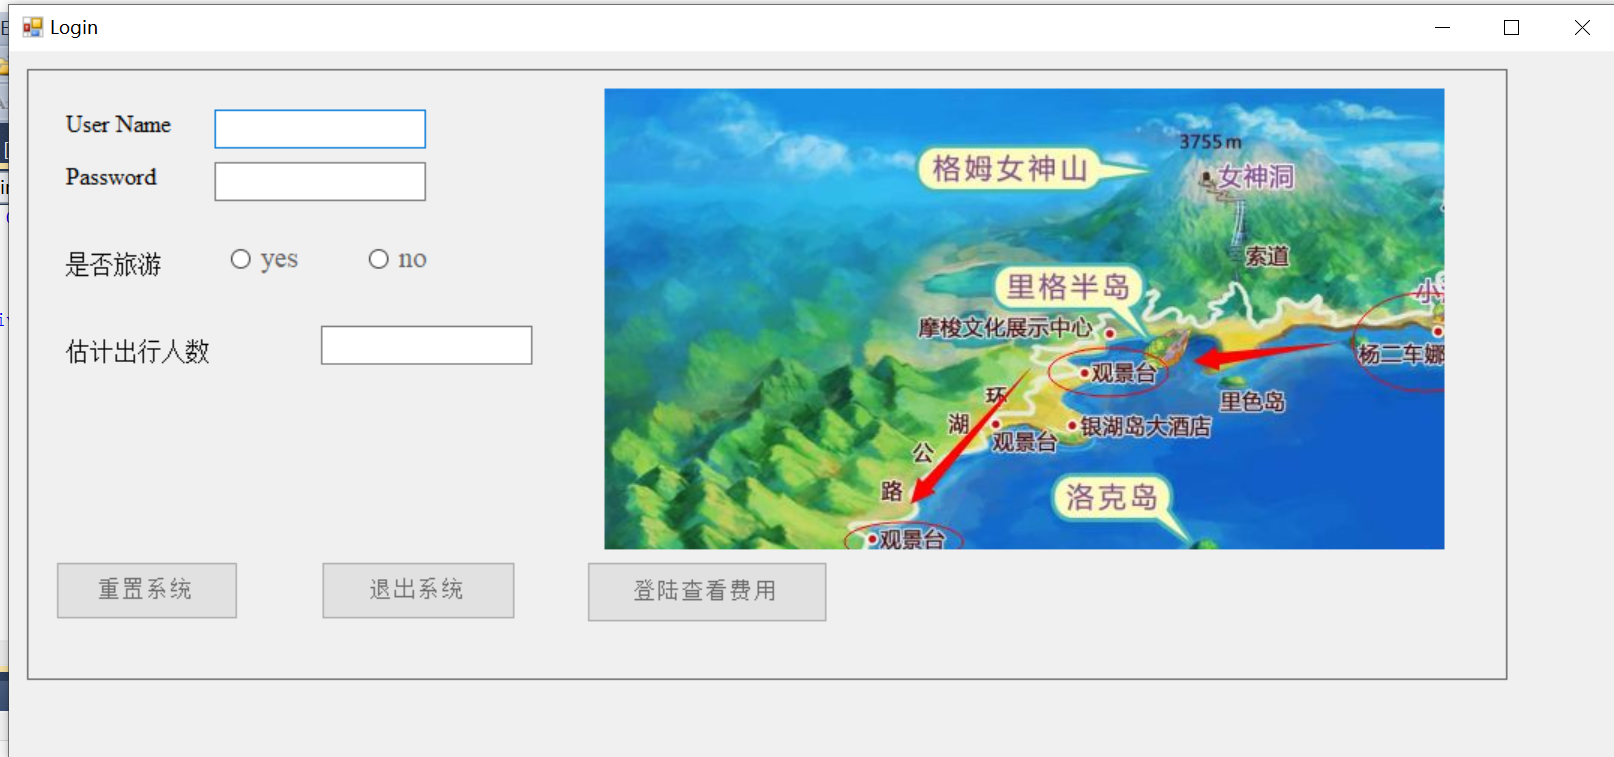 Login
User Name
Password
是否旅游
yes
no
估计出行人数
3755m
格姆女神山
女神洞
索道
里格半岛
小
摩梭文化展示中心
杨二车娜
观景台
里色岛
环
湖
公
路
观景台
银湖岛大酒店
洛克岛
观景台
重置系统
退出系统
登陆查看费用